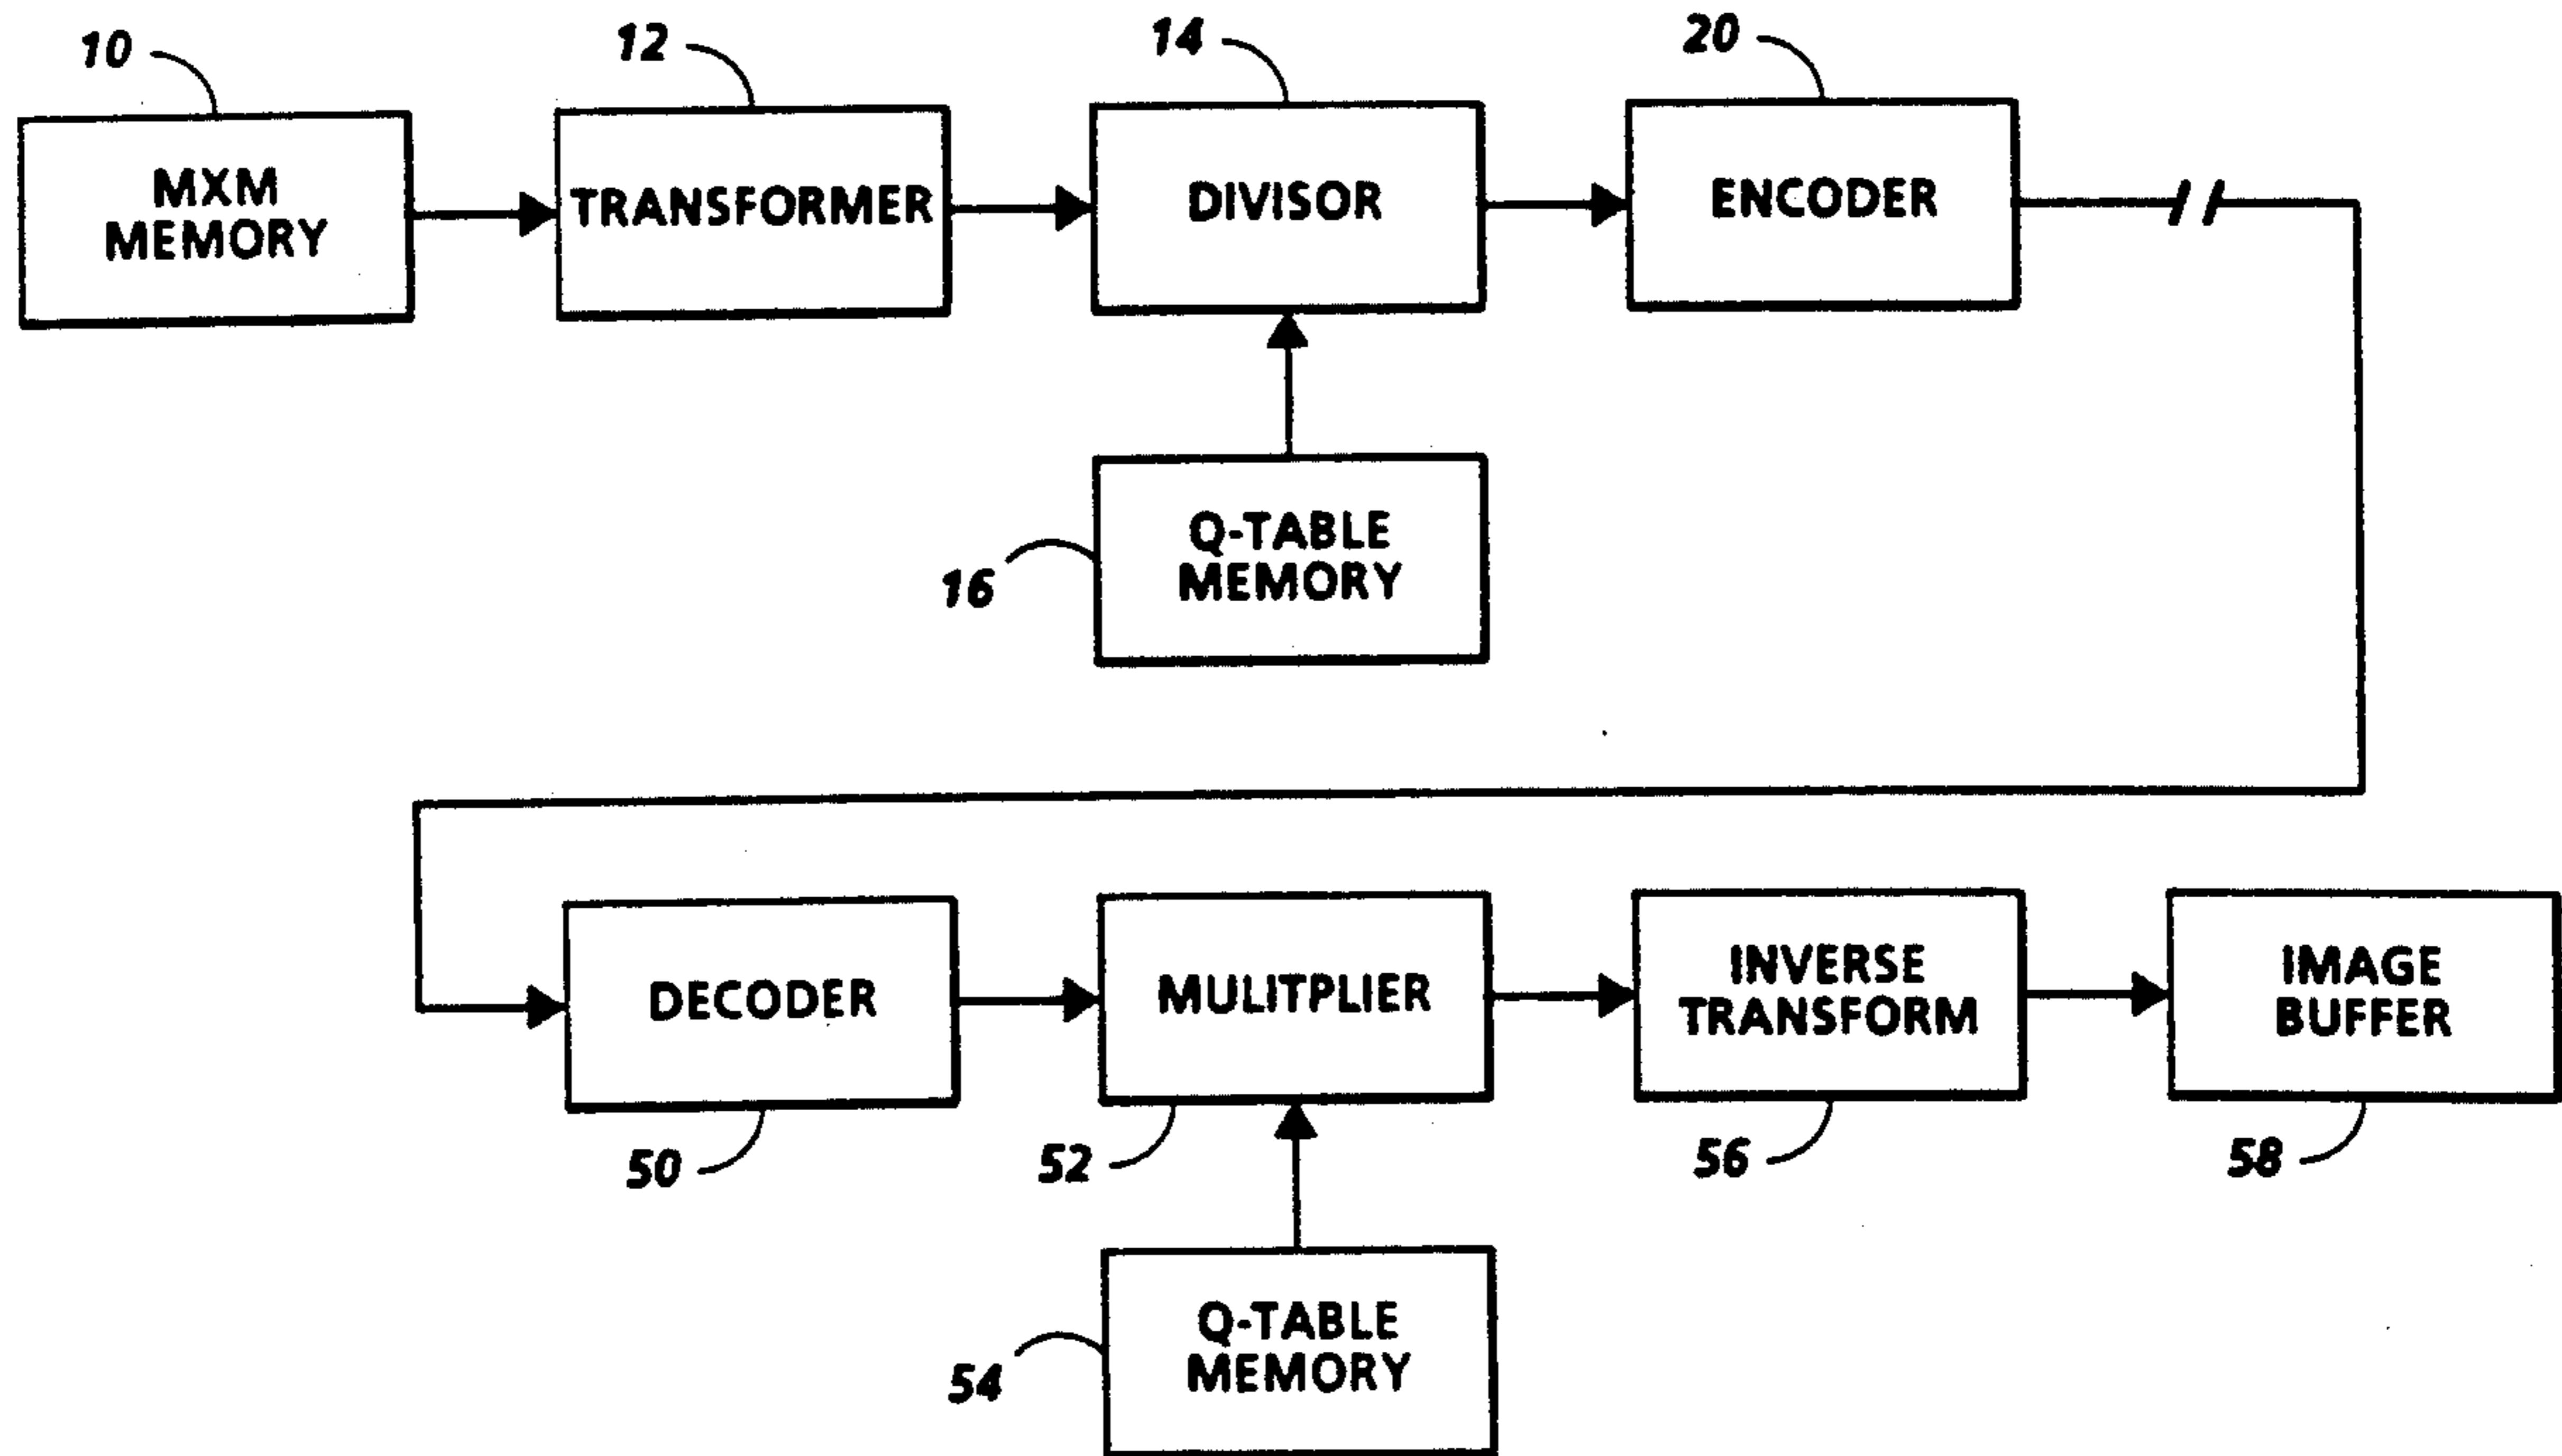 10
12
14
20
MXM
MEMORY
TRANSFORMER
DIVISOR
ENCODER
16
Q-TABLE
MEMORY
DECODER
MULITPLIER
INVERSE
TRANSFORM
IMAGE
BUFFER
50
52
56
58
54
Q-TABLE
MEMORY